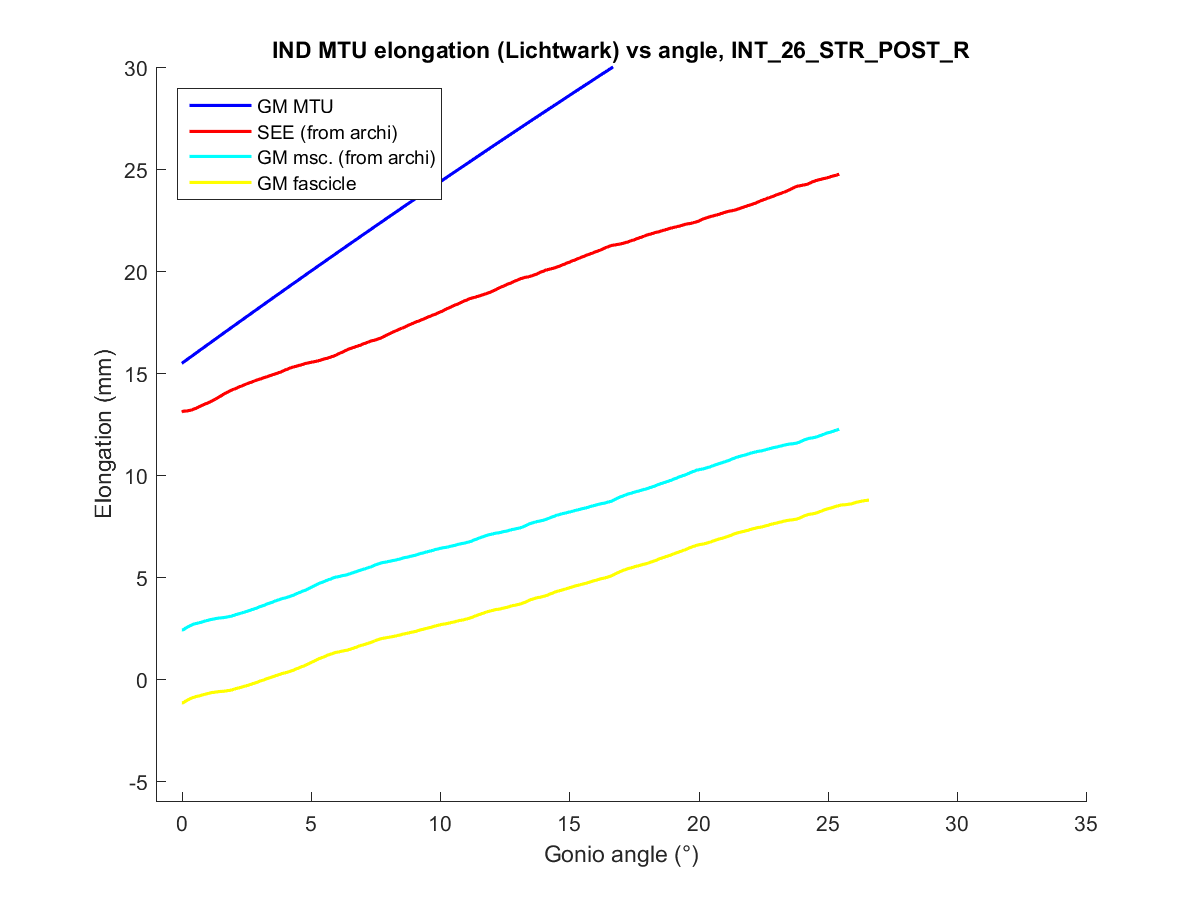 IND MTU elongation (Lichtwark) vs angle, INT_26_STR_POST_R
30
25
20
15
10
5
0
-5
GM MTU
SEE (from archi)
GM msc. (from archi)
GM fascicle
Elongation (mm)
0 5 10 15 20 25 30 35
Gonio angle (°)